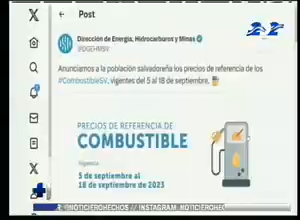 Post
Dirección de Energía, Hidrocarburos y Minas
@DGEHMSV
Anunciamos a la población salvadoreña los precios de referencia de los
#CombustibleSV, vigentes del 5 al 18 de septiembre.
PRECIOS DE REFERENCIA DE
COMBUSTIBLE
Vigencia:
5 de septiembre al
18 de septiembre de 2023
#NOTICIEROHECHOS // INSTAGRAM _NOTICIEROHE